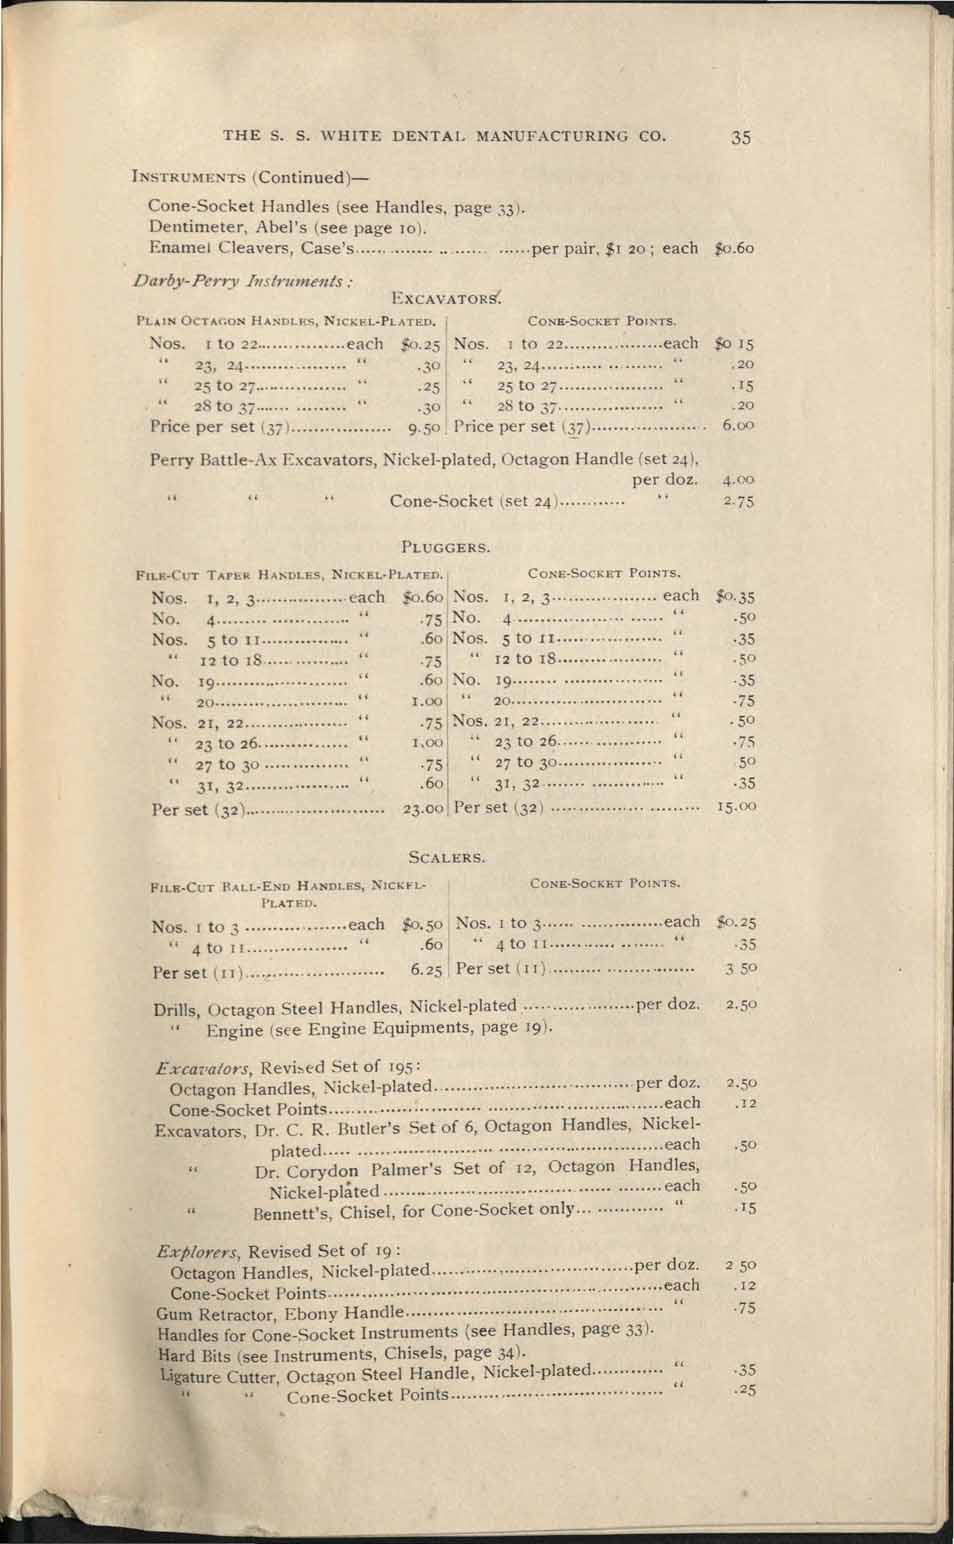 THE S. S. WHITE DENTAL MANUFACTURING CO. 35
INSTRUMENTS (Continued)—
Cone-Socket Handles (see Handles, page 33).
Dentimeter, Abel's (see page 10).
Enamel Cleavers, Case's.................... ......per pair, $1 20; each $0.60
Darby-Perry Instruments:
EXCAVATORS.
PLAIN OCTAGON HANDLES, NICKEL-PLATED.
Nos. 1 to 22................each $0.25
" 23, 24................... " .30
" 25 to 27................. " .25
" 28 to 37................. " .30
Price per set (37)................... 9.50
CONE-SOCKET POINTS.
Nos. 1 to 22..................each $0 15
" 23, 24..................... " .20
" 25 to 27................... " .15
" 28 to 37................... " .20
Price per set (37)..................... 6.00
Perry Battle-Ax Excavators, Nickel-plated, Octagon Handle (set 24),
per doz. 4.00
" " " Cone-Socket (set 24)............ " 2.75
PLUGGERS.
FILE-CUT TAPER HANDLES, NICKEL-PLATED.
Nos. 1, 2, 3.................each $0.60
No. 4........................ " .75
Nos. 5 to 11................ " .60
" 12 to 18................ " .75
No. 19........................ " .60
" 20........................ " 1.00
Nos. 21, 22................... " .75
" 23 to 26................ " 1.00
" 27 to 30................ " .75
" 31, 32................... " .60
Per set (32).......................... 23.00
CONE-SOCKET POINTS.
Nos. 1, 2, 3.................... each $0.35
No. 4........................... " .50
Nos. 5 to 11................... " .35
" 12 to 18................... " .50
No. 19........................... " .35
" 20........................... " .75
Nos. 21, 22...................... " .50
" 23 to 26................... " .75
" 27 to 30................... " 50
" 31, 32...................... " .35
Per set (32) ........................... 15.00
SCALERS.
FILE-CUT BALL-END HANDLES, NICKEL-
PLATED.
Nos. 1 to 3 ..................each $0.50
" 4 to 11................... " .60
Per set (11).......................... 6.25
CONE-SOCKET POINTS.
Nos. 1 to 3......................each $0.25
" 4 to 11..................... " .35
Per set (11)........................... 3 50
Drills, Octagon Steel Handles, Nickel-plated .....................per doz. 2.50
" Engine (see Engine Equipments, page 19).
Excavators, Revised Set of 195:
Octagon Handles, Nickel-plated....................................per doz. 2.50
Cone-Socket Points............................................................each .12
Excavators, Dr. C. R. Butler's Set of 6, Octagon Handles, Nickel-
plated.............................................................each .50
" Dr. Corydon Palmer's Set of 12, Octagon Handles,
Nickel-plated ..................................................each .50
" Bennett's, Chisel, for Cone-Socket only............... " .15
Explorers, Revised Set of 19:
Octagon Handles, Nickel-plated.....................................per doz. 2 50
Cone-Socket Points............................................................each .12
Gum Retractor, Ebony Handle............................................... " .75
Handles for Cone-Socket Instruments (see Handles, page 33).
Hard Bits (see Instruments, Chisels, page 34).
Ligature Cutter, Octagon Steel Handle, Nickel-plated............. " .35
" " Cone-Socket Points....................................... " .25